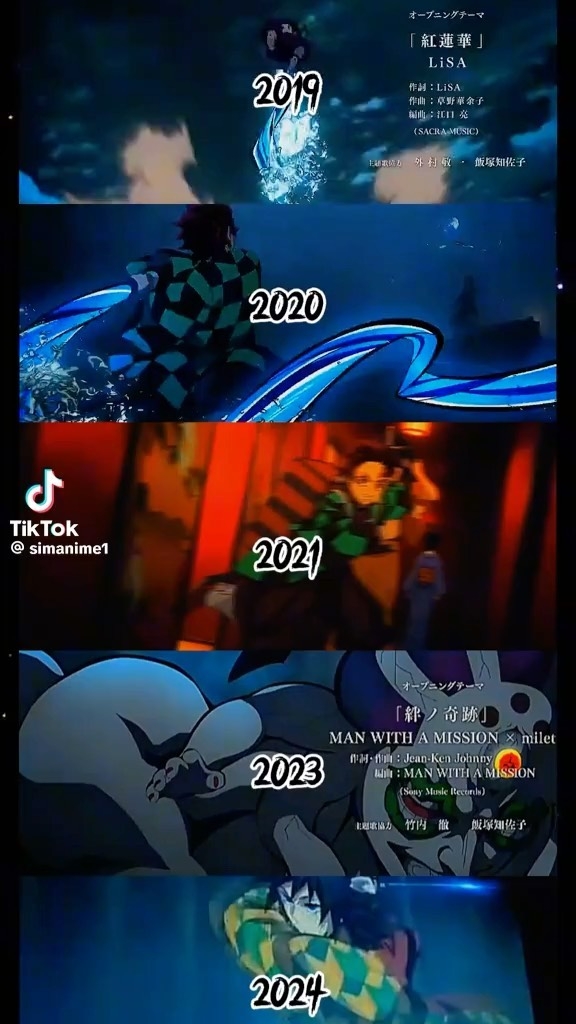 オープニングテーマ
「紅蓮華」
LiSA
2019
作詞：LiSA
作曲：草野華余子
編曲：江口 亮
(SACRA MUSIC)
主題歌協力 外村敏一 飯塚知佐子
2020
TikTok
@ simanime1
2021
オープニングテーマ
「絆ノ奇跡」
MAN WITH A MISSION × milet
作詞・作曲：Jean-Ken Johnny
2023
編曲：MAN WITH A MISSION
(Sony Music Records)
主題歌協力 竹内 徹 飯塚知佐子
2024